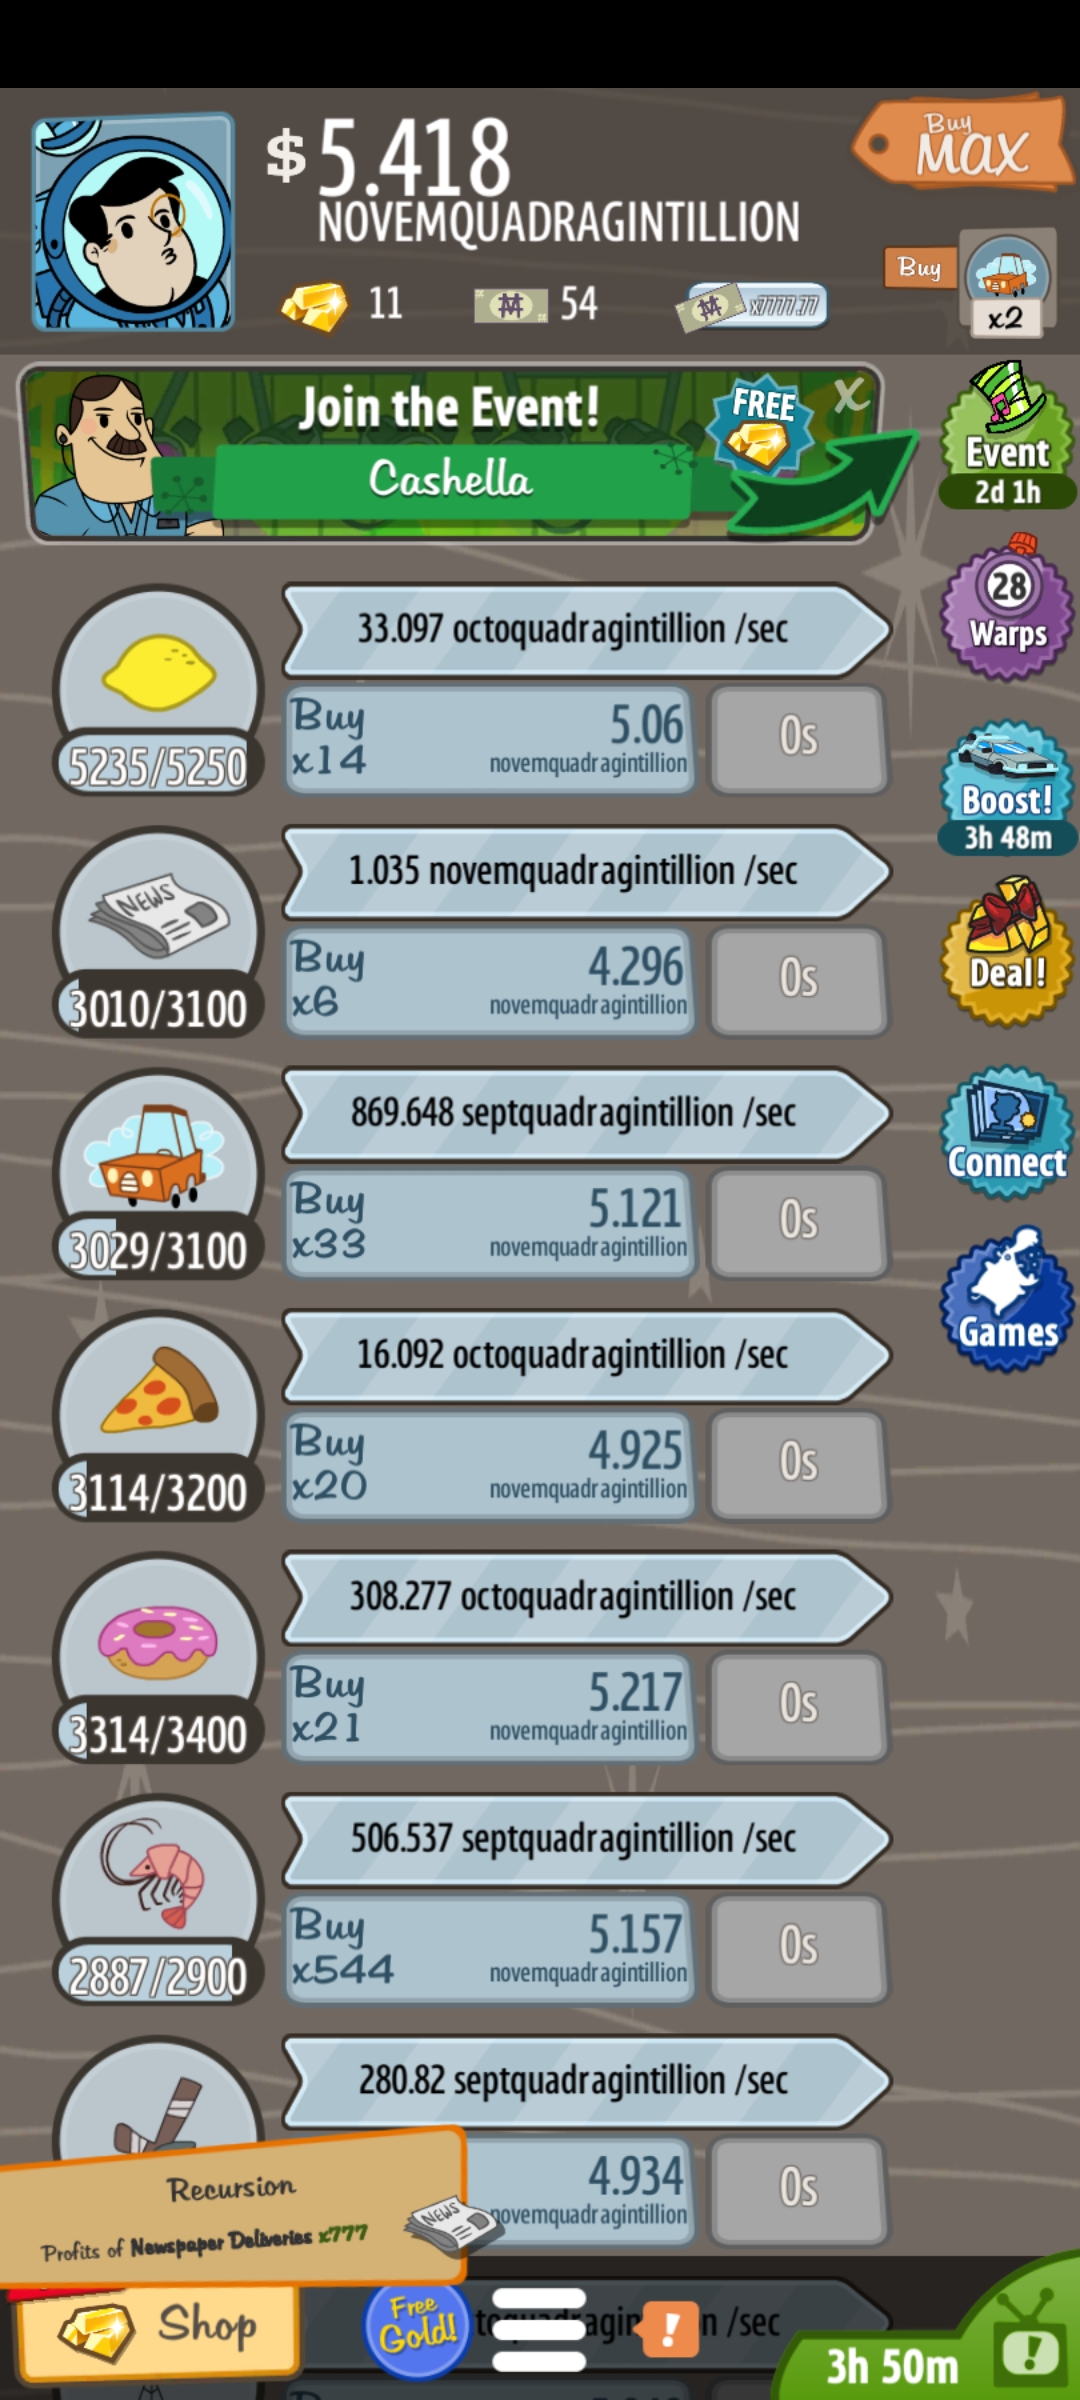 $5.418
NOVEMQUADRAGINTILLION
Buy
MAX
11
54
x7777.77
Buy
x2
Join the Event!
Cashella
FREE
X
Event
2d 1h
28
Warps
Boost!
3h 48m
Deal!
Connect
Games
33.097 octoquadragintillion /sec
5235/5250
Buy
x14
5.06
novemquadragintillion
0s
NEWS
1.035 novemquadragintillion /sec
3010/3100
Buy
x6
4.296
novemquadragintillion
0s
869.648 septquadragintillion /sec
3029/3100
Buy
x33
5.121
novemquadragintillion
0s
16.092 octoquadragintillion /sec
3114/3200
Buy
x20
4.925
novemquadragintillion
0s
308.277 octoquadragintillion /sec
3314/3400
Buy
x21
5.217
novemquadragintillion
0s
506.537 septquadragintillion /sec
2887/2900
Buy
x544
5.157
novemquadragintillion
0s
280.82 septquadragintillion /sec
4.934
novemquadragintillion
0s
Recursion
Profits of Newspaper Deliveries x777
NEWS
Shop
Free
Gold!
!
n /sec
3h 50m
!